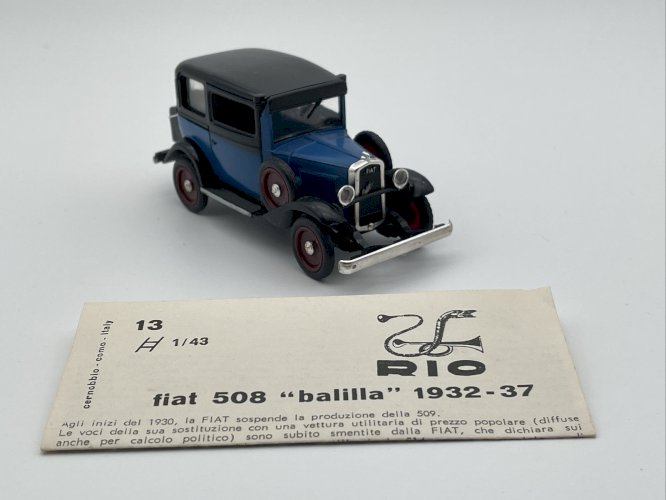 FIAT
cernobbio - como - italy
13
1/43
RIO
fiat 508 "balilla" 1932-37
Agli inizi del 1930, la FIAT sospende la produzione della 509.
Le voci della sua sostituzione con una vettura utilitaria di prezzo popolare (diffuse
anche per calcolo politico) sono subito smentite dalla FIAT, che dichiara sui